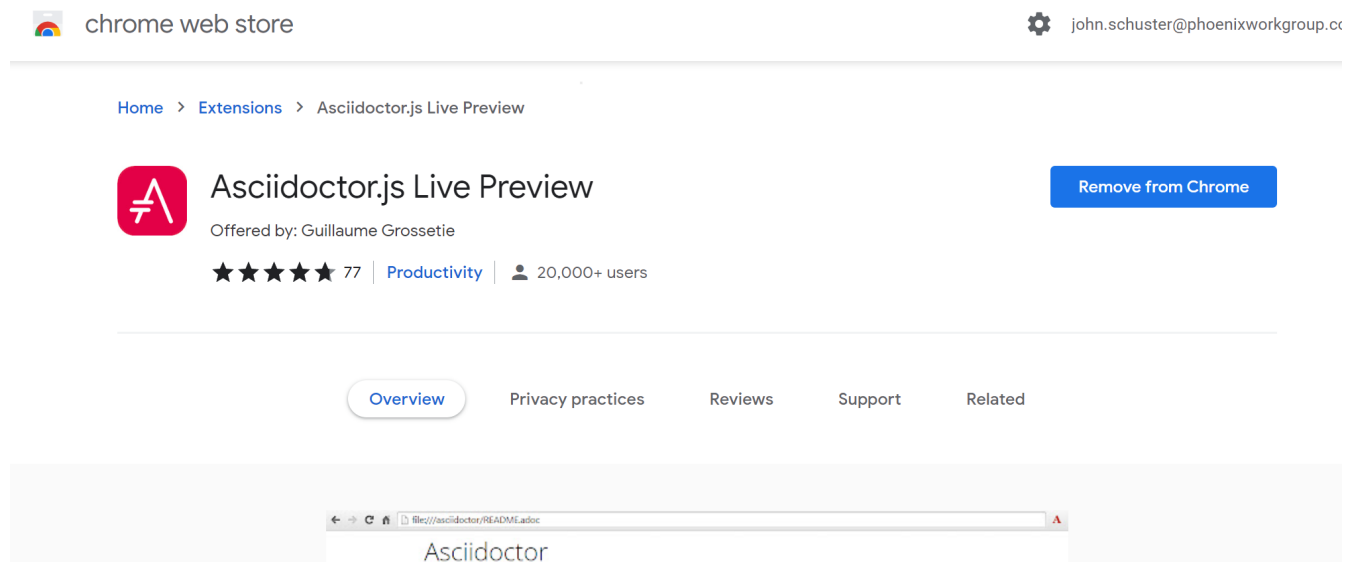 chrome web store
john.schuster@phoenixworkgroup.co
Home > Extensions > Asciidoctor.js Live Preview
Asciidoctor.js Live Preview
Remove from Chrome
Offered by: Guillaume Grossetie
77 Productivity 20,000+ users
Overview Privacy practices Reviews Support Related
file:///asciidoctor/README.adoc A
Asciidoctor